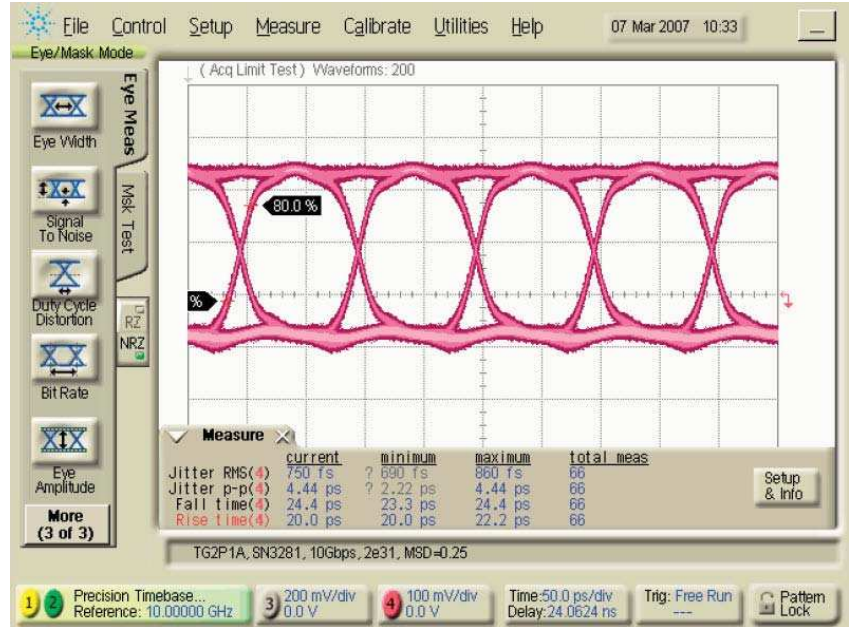 File Control Setup Measure Calibrate Utilities Help 07 Mar 2007 10:33
Eye/Mask Mode
( Acq Limit Test ) Waveforms: 200
Eye Meas
Msk Test
Eye Width
Signal
To Noise
Duty Cycle
Distortion
RZ
NRZ
Bit Rate
Eye
Amplitude
More
(3 of 3)
80.0 %
%
Measure
current minimum maximum total meas
Jitter RMS(4) 750 fs ? 690 fs 860 fs 66
Jitter p-p(4) 4.44 ps ? 2.22 ps 4.44 ps 66
Fall time(4) 24.4 ps 23.3 ps 24.4 ps 66
Rise time(4) 20.0 ps 20.0 ps 22.2 ps 66
Setup
& Info
TG2P1A, SN3281, 10Gbps, 2e31, MSD=0.25
1 2 Precision Timebase...
Reference: 10.00000 GHz
3 200 mV/div
0.0 V
4 100 mV/div
0.0 V
Time:50.0 ps/div
Delay:24.0624 ns
Trig: Free Run
---
Pattern
Lock